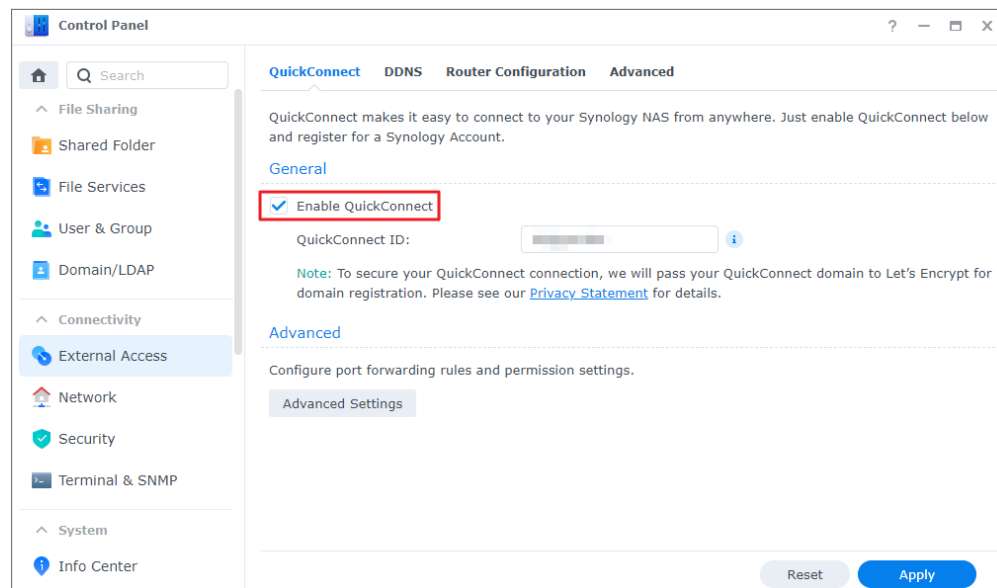 Control Panel
?
Search
File Sharing
Shared Folder
File Services
User & Group
Domain/LDAP
Connectivity
External Access
Network
Security
Terminal & SNMP
System
Info Center
QuickConnect DDNS Router Configuration Advanced
QuickConnect makes it easy to connect to your Synology NAS from anywhere. Just enable QuickConnect below
and register for a Synology Account.
General
Enable QuickConnect
QuickConnect ID:
Note: To secure your QuickConnect connection, we will pass your QuickConnect domain to Let's Encrypt for
domain registration. Please see our Privacy Statement for details.
Advanced
Configure port forwarding rules and permission settings.
Advanced Settings
Reset Apply